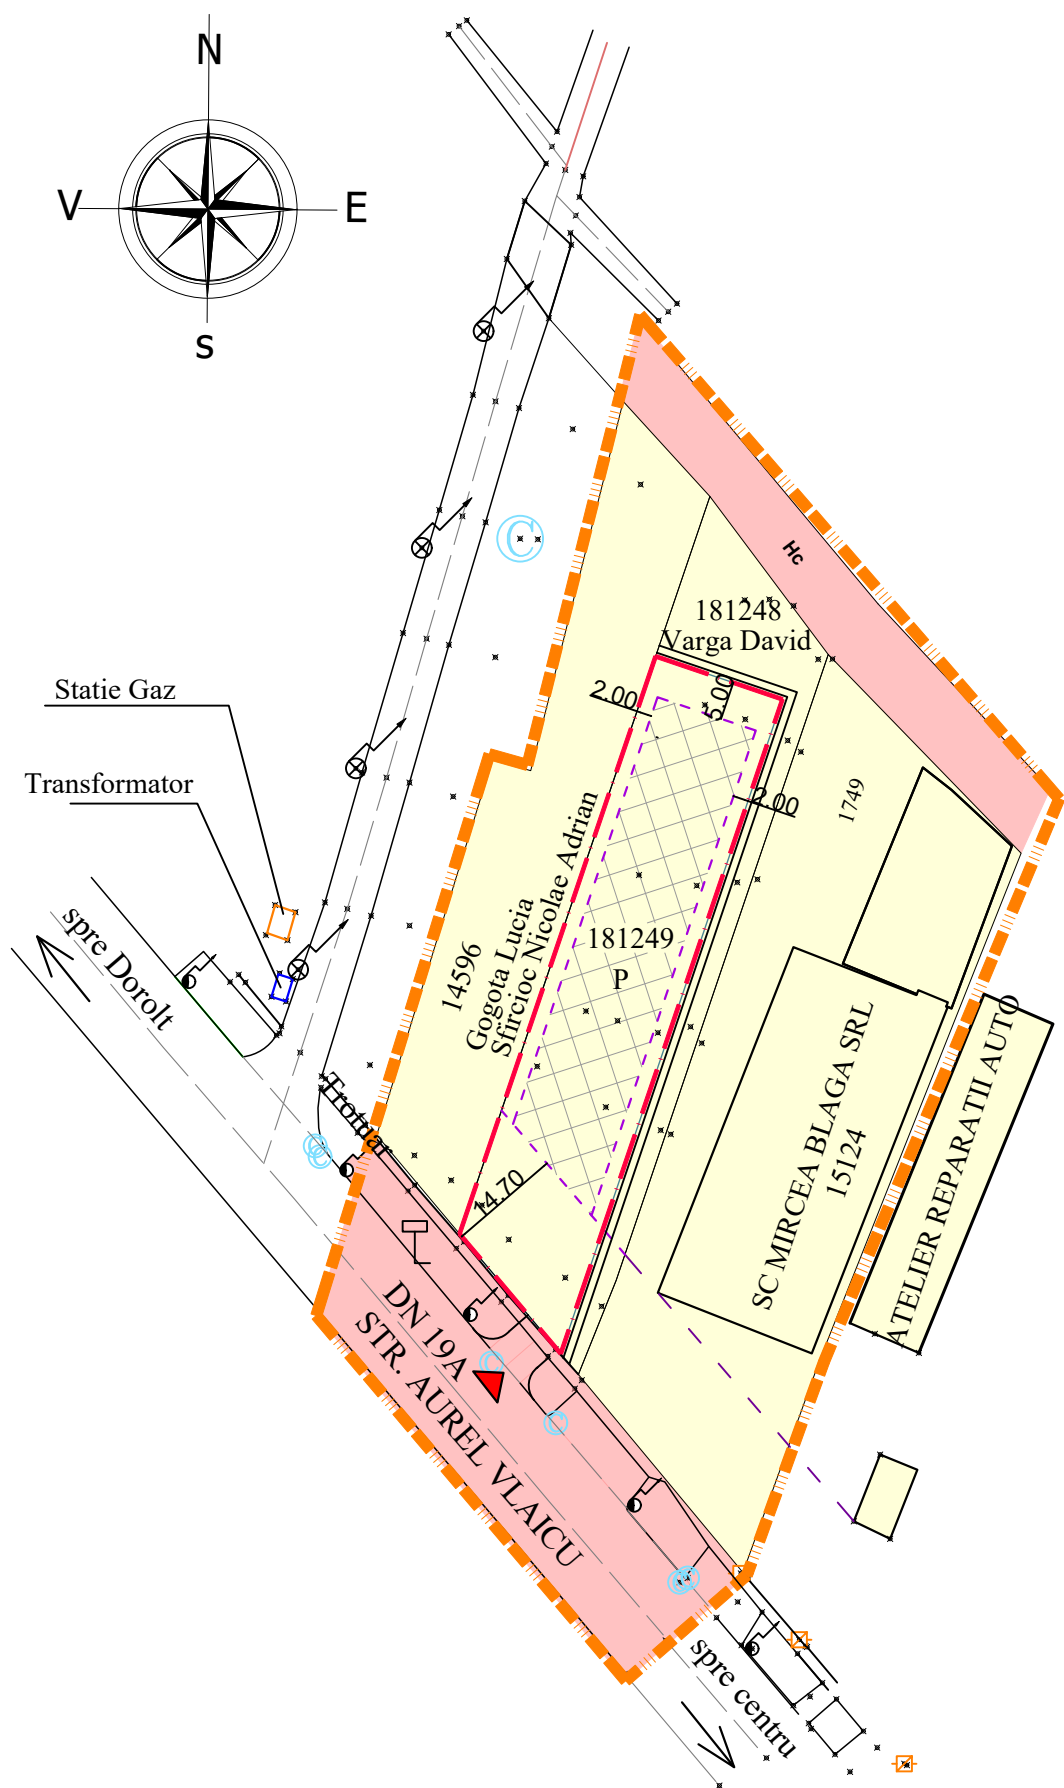 N
V
E
S
Hc
181248
Varga David
2.00
5.00
Statie Gaz
Transformator
2.00
1749
spre Dorolt
14596
Gogota Lucia
Sfircioc Nicolae Adrian
181249
P
Trotuar
14.70
SC MIRCEA BLAGA SRL
15124
ATELIER REPARATII AUTO
DN 19A
STR. AUREL VLAICU
C
C
C
C
C
C
C
spre centru